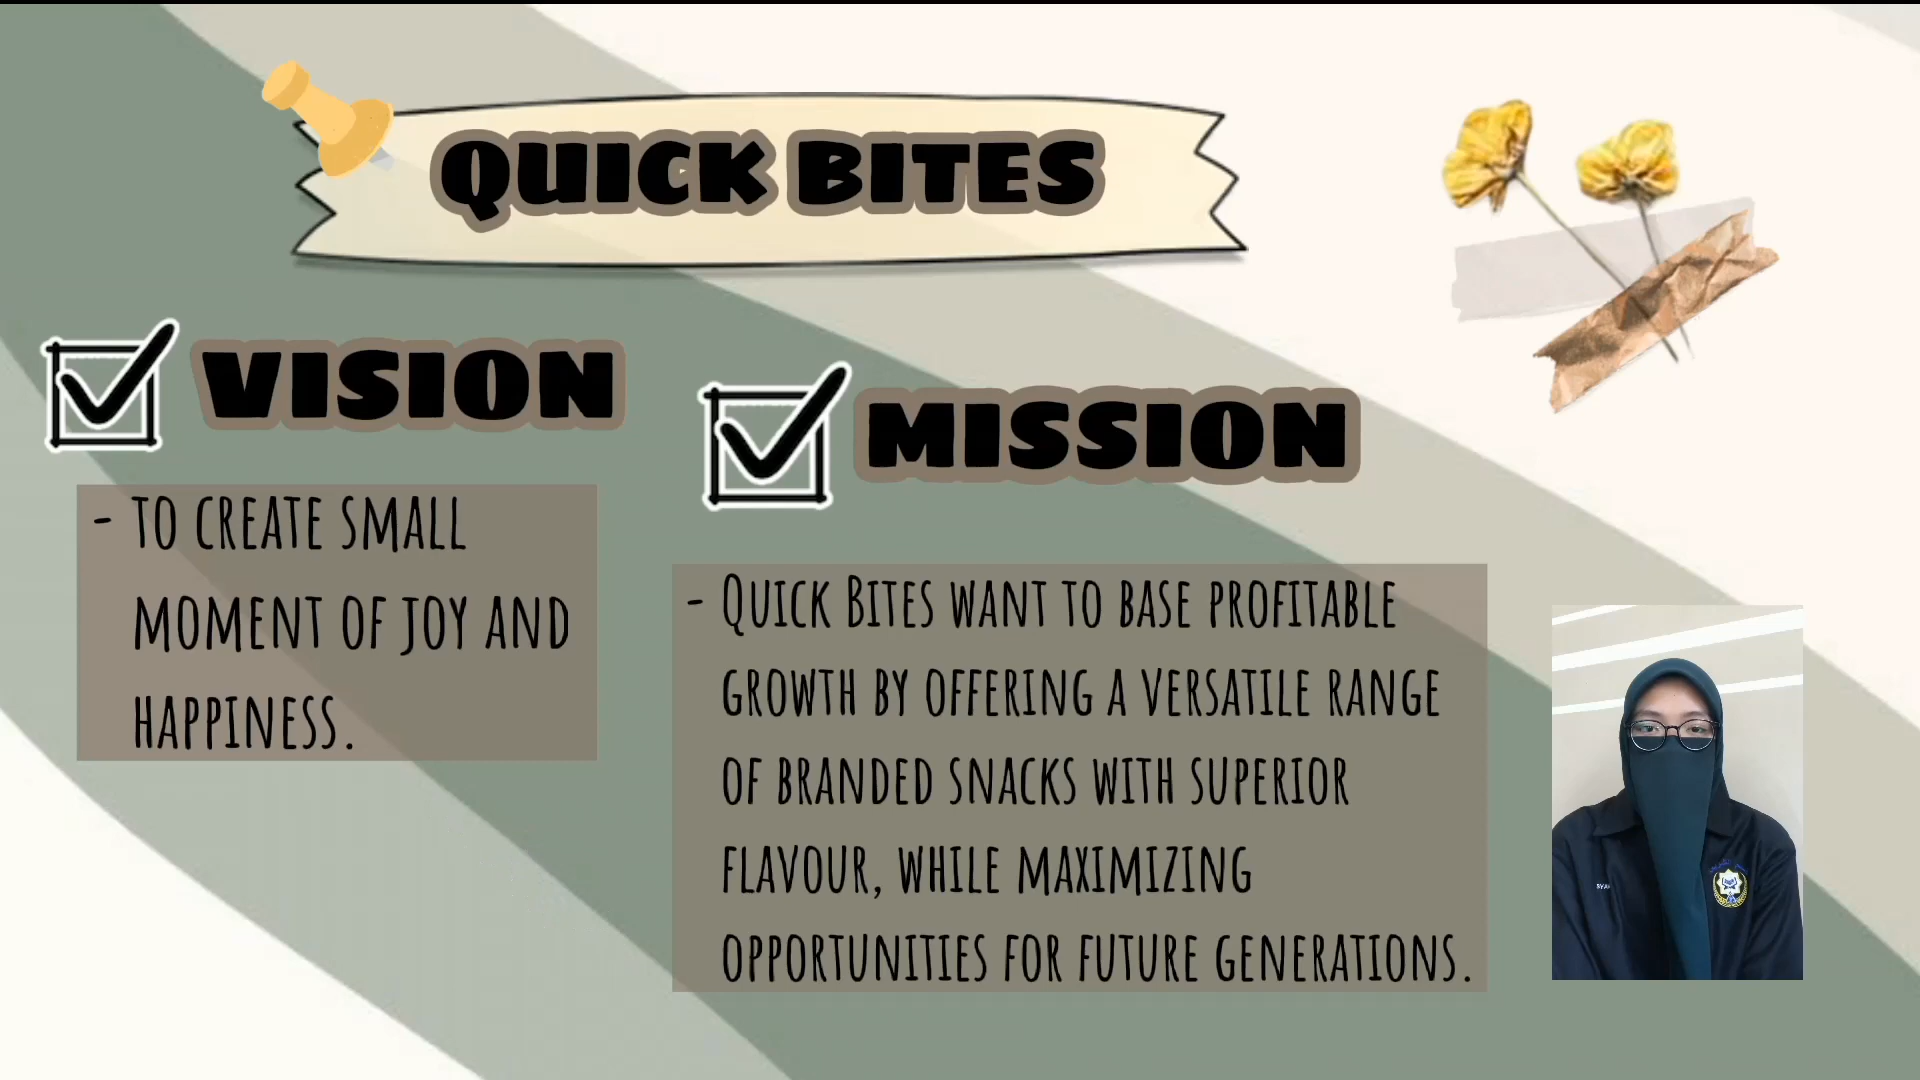 QUICK BITES
VISION
- TO CREATE SMALL
MOMENT OF JOY AND
HAPPINESS.
MISSION
- QUICK BITES WANT TO BASE PROFITABLE
GROWTH BY OFFERING A VERSATILE RANGE
OF BRANDED SNACKS WITH SUPERIOR
FLAVOUR, WHILE MAXIMIZING
OPPORTUNITIES FOR FUTURE GENERATIONS.